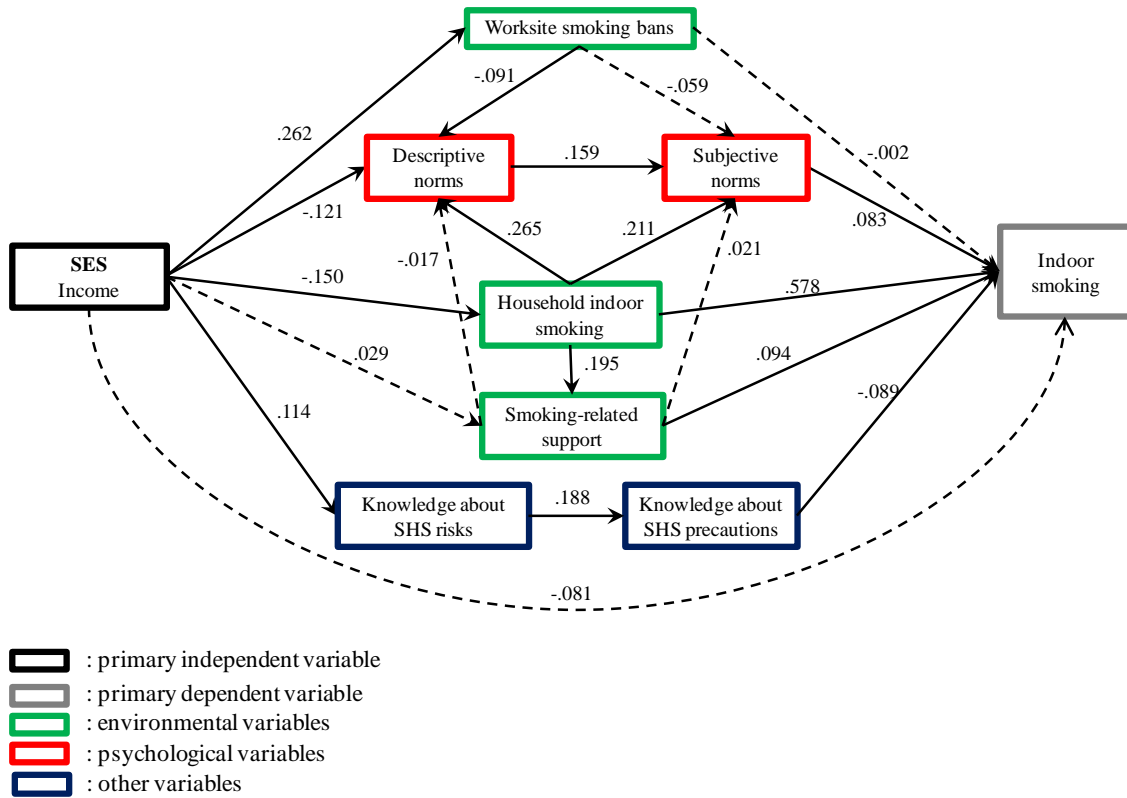 Worksite smoking bans
-.091
-.059
.262
Descriptive
norms
.159
Subjective
norms
-.002
-.121
.083
.265
.211
.021
-.017
SES
Income
-.150
Indoor
smoking
Household indoor
smoking
.578
.029
.195
.094
-.089
.114
Smoking-related
support
Knowledge about
SHS risks
.188
Knowledge about
SHS precautions
-.081
: primary independent variable
: primary dependent variable
: environmental variables
: psychological variables
: other variables